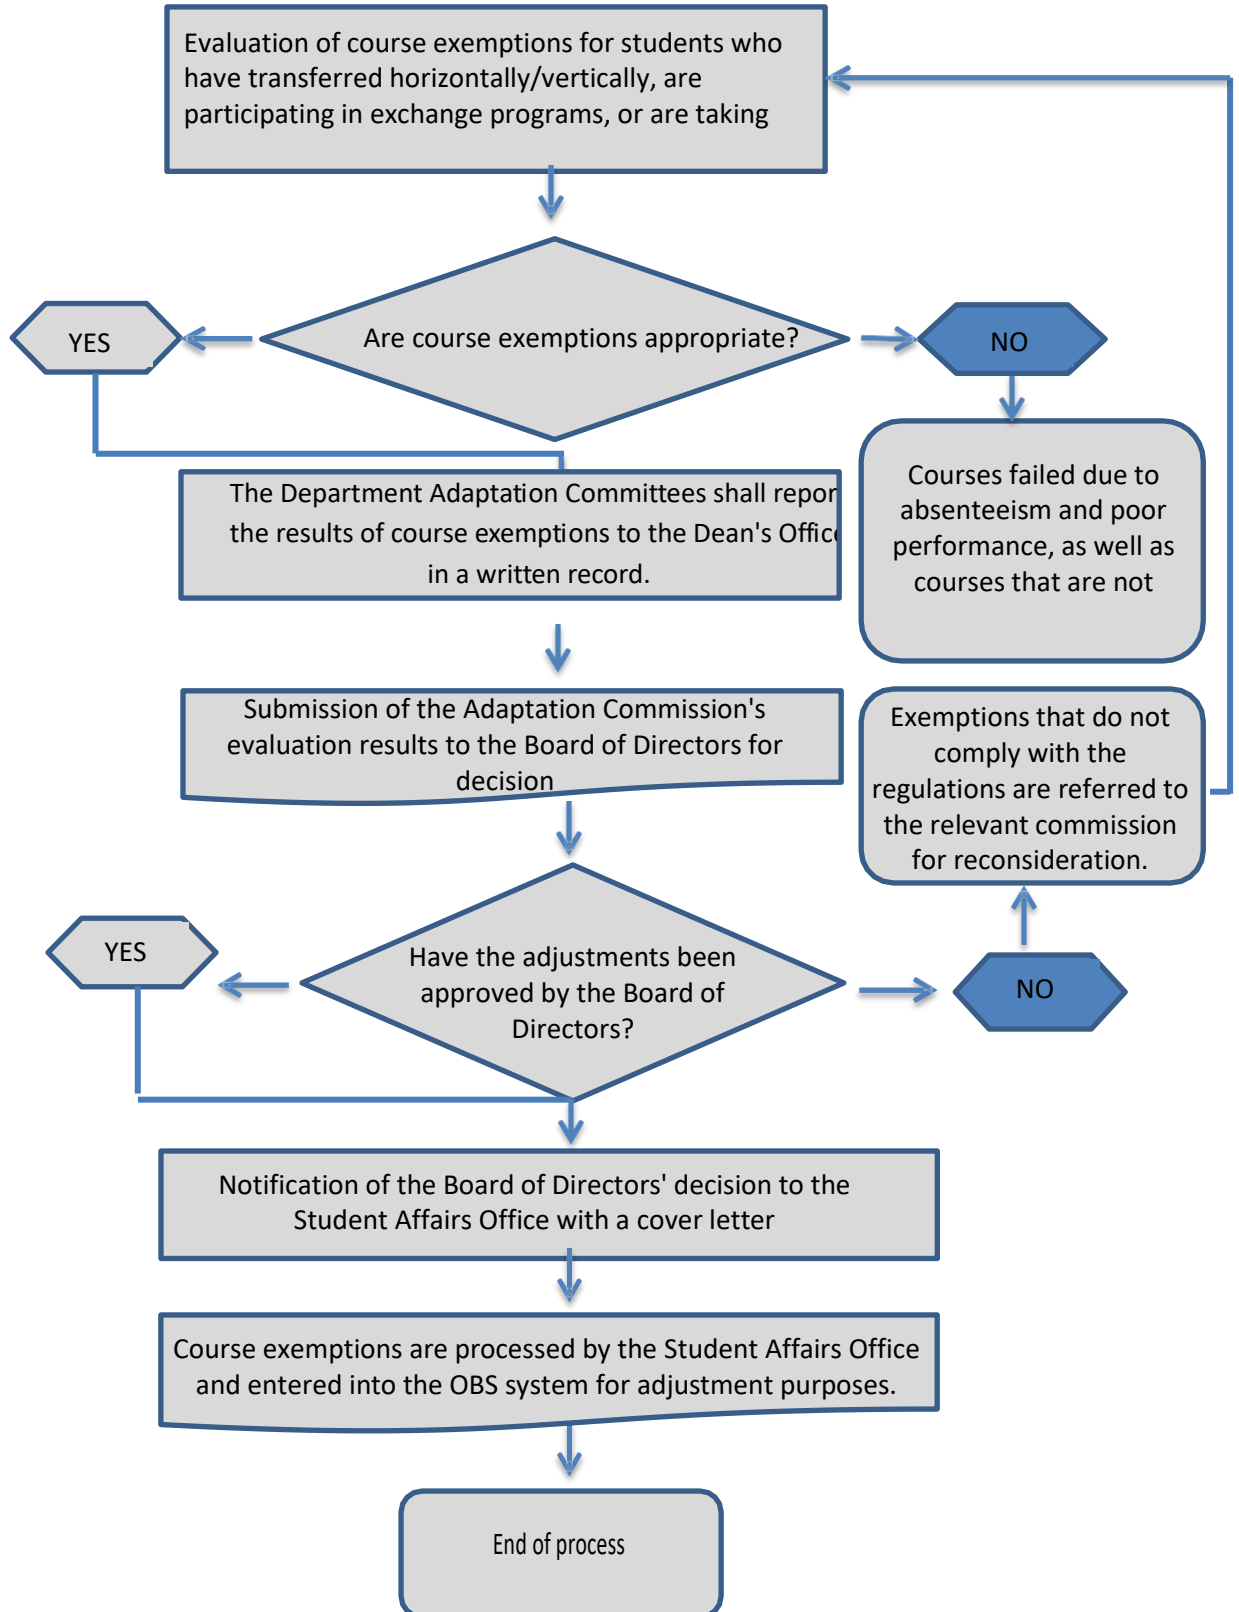 Evaluation of course exemptions for students who
have transferred horizontally/vertically, are
participating in exchange programs, or are taking
YES
Are course exemptions appropriate?
NO
Courses failed due to
absenteeism and poor
performance, as well as
courses that are not
The Department Adaptation Committees shall repor
the results of course exemptions to the Dean's Office
in a written record.
Submission of the Adaptation Commission's
evaluation results to the Board of Directors for
decision
Exemptions that do not
comply with the
regulations are referred to
the relevant commission
for reconsideration.
YES
Have the adjustments been
approved by the Board of
Directors?
NO
Notification of the Board of Directors' decision to the
Student Affairs Office with a cover letter
Course exemptions are processed by the Student Affairs Office
and entered into the OBS system for adjustment purposes.
End of process